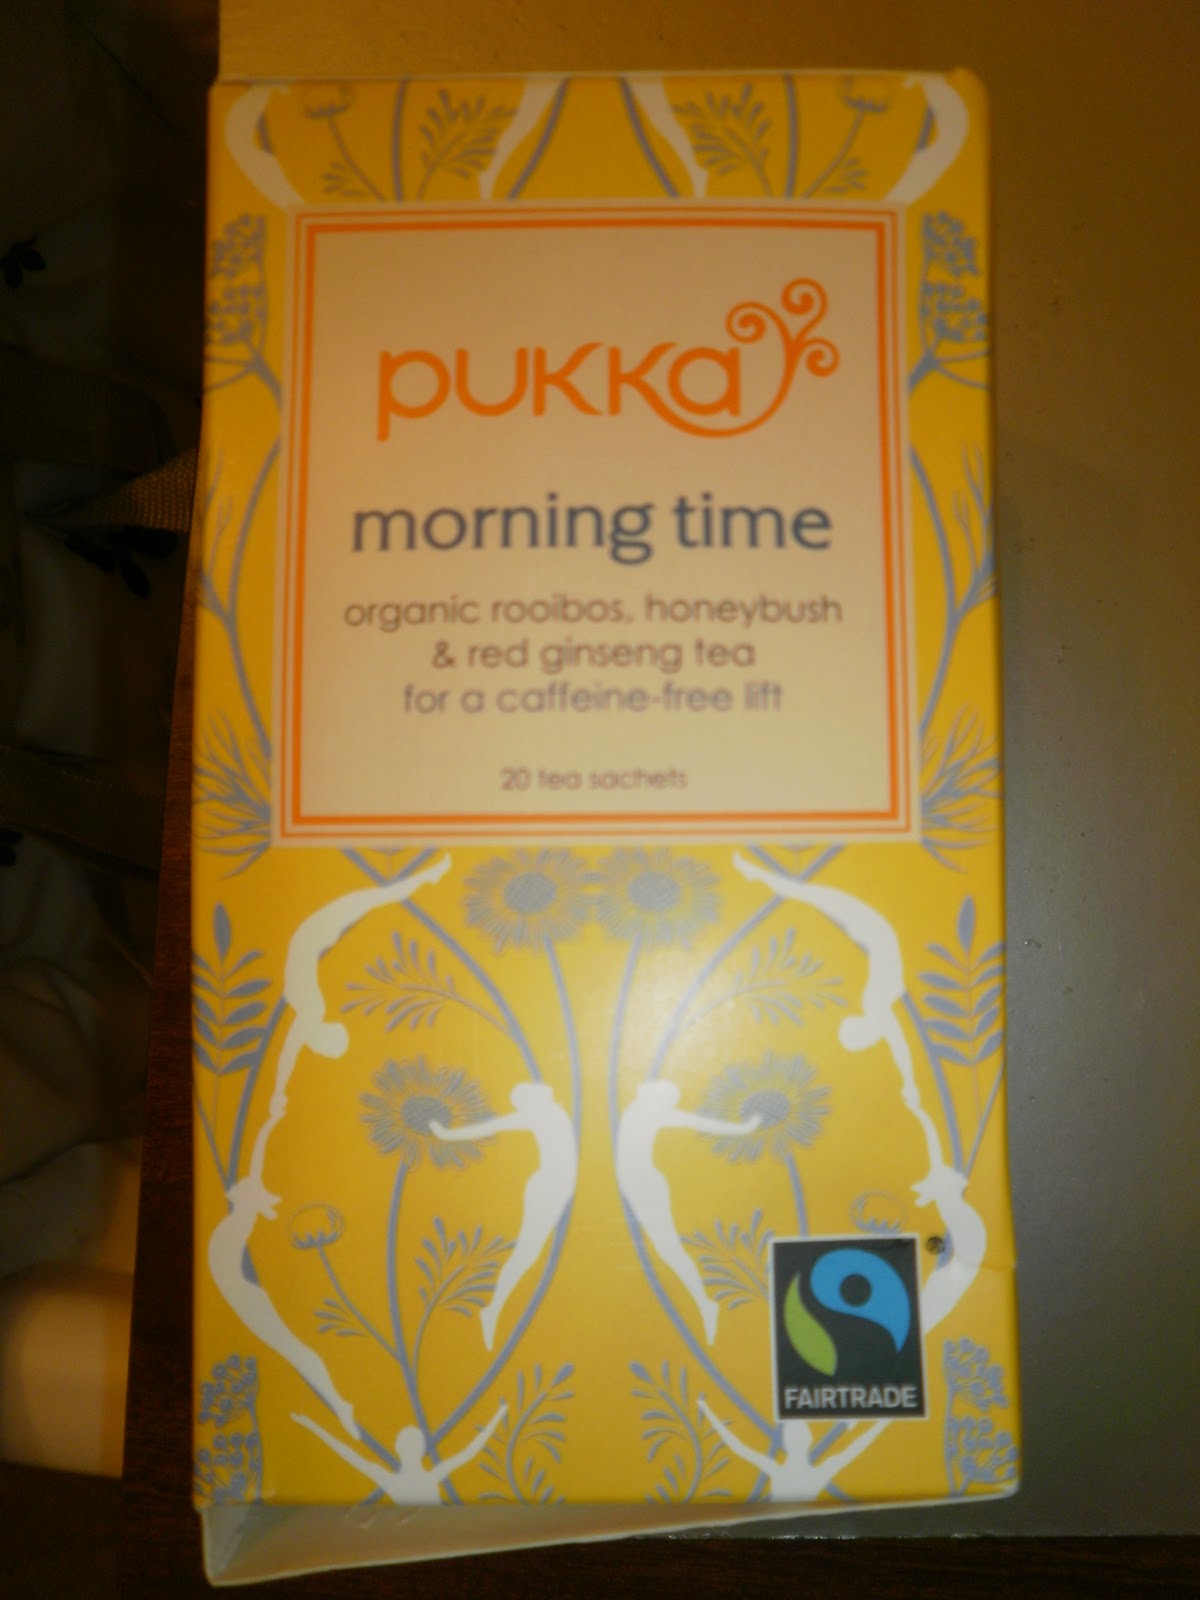 pukka
morning time
organic rooibos, honeybush
& red ginseng tea
for a caffeine-free lift
20 tea sachets
®
FAIRTRADE